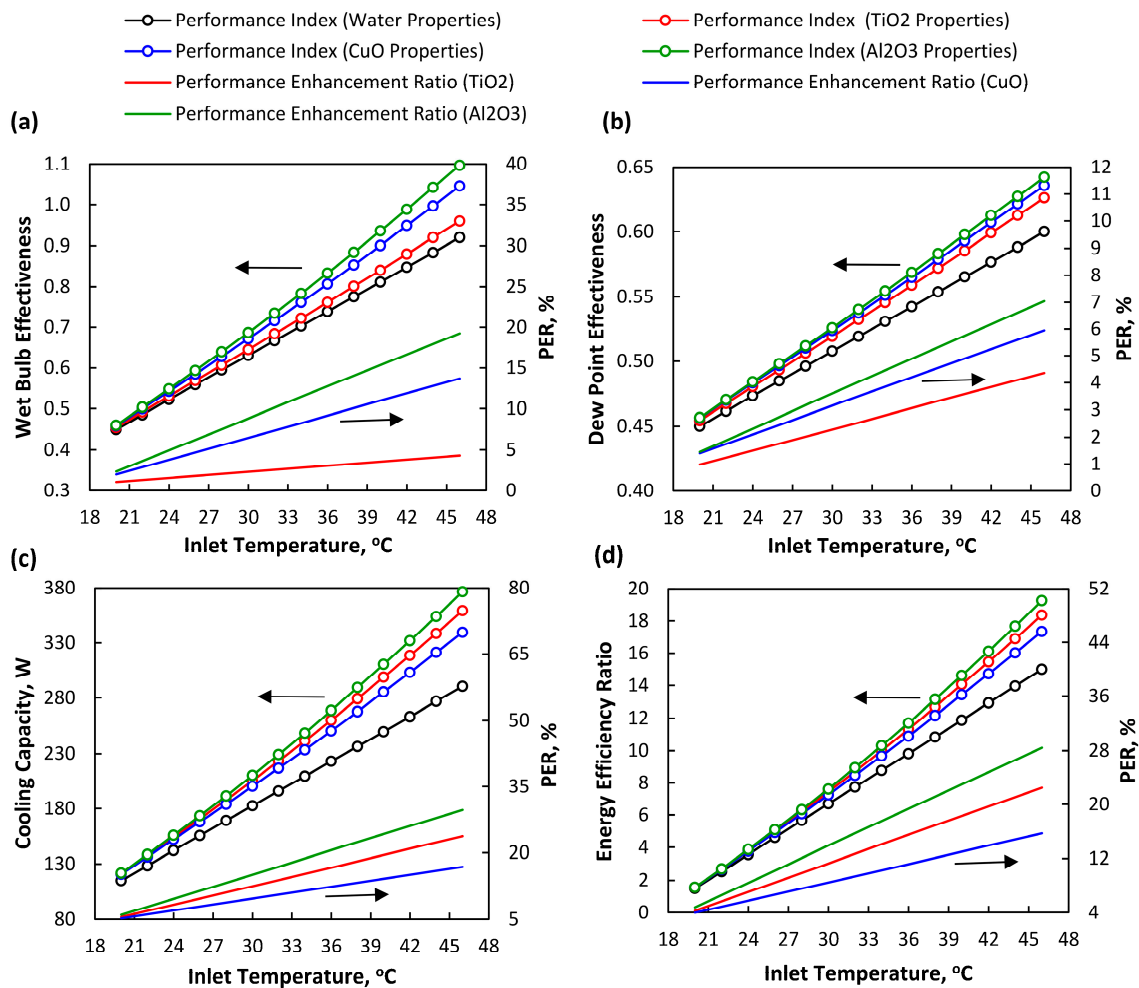 Performance Index (Water Properties)
Performance Index (TiO2 Properties)
Performance Index (CuO Properties)
Performance Index (Al2O3 Properties)
Performance Enhancement Ratio (TiO2)
Performance Enhancement Ratio (CuO)
Performance Enhancement Ratio (Al2O3)
(a)
Wet Bulb Effectiveness
1.1
1.0
0.9
0.8
0.7
0.6
0.5
0.4
0.3
40
35
30
25
20
15
10
5
0
PER, %
18 21 24 27 30 33 36 39 42 45 48
Inlet Temperature, °C
(b)
Dew Point Effectiveness
0.65
0.60
0.55
0.50
0.45
0.40
12
11
10
9
8
7
6
5
4
3
2
1
0
PER, %
18 21 24 27 30 33 36 39 42 45 48
Inlet Temperature, °C
(c)
Cooling Capacity, W
380
330
280
230
180
130
80
80
65
50
35
20
5
PER, %
18 21 24 27 30 33 36 39 42 45 48
Inlet Temperature, °C
(d)
Energy Efficiency Ratio
20
18
16
14
12
10
8
6
4
2
0
52
44
36
28
20
12
4
PER, %
18 21 24 27 30 33 36 39 42 45 48
Inlet Temperature, °C